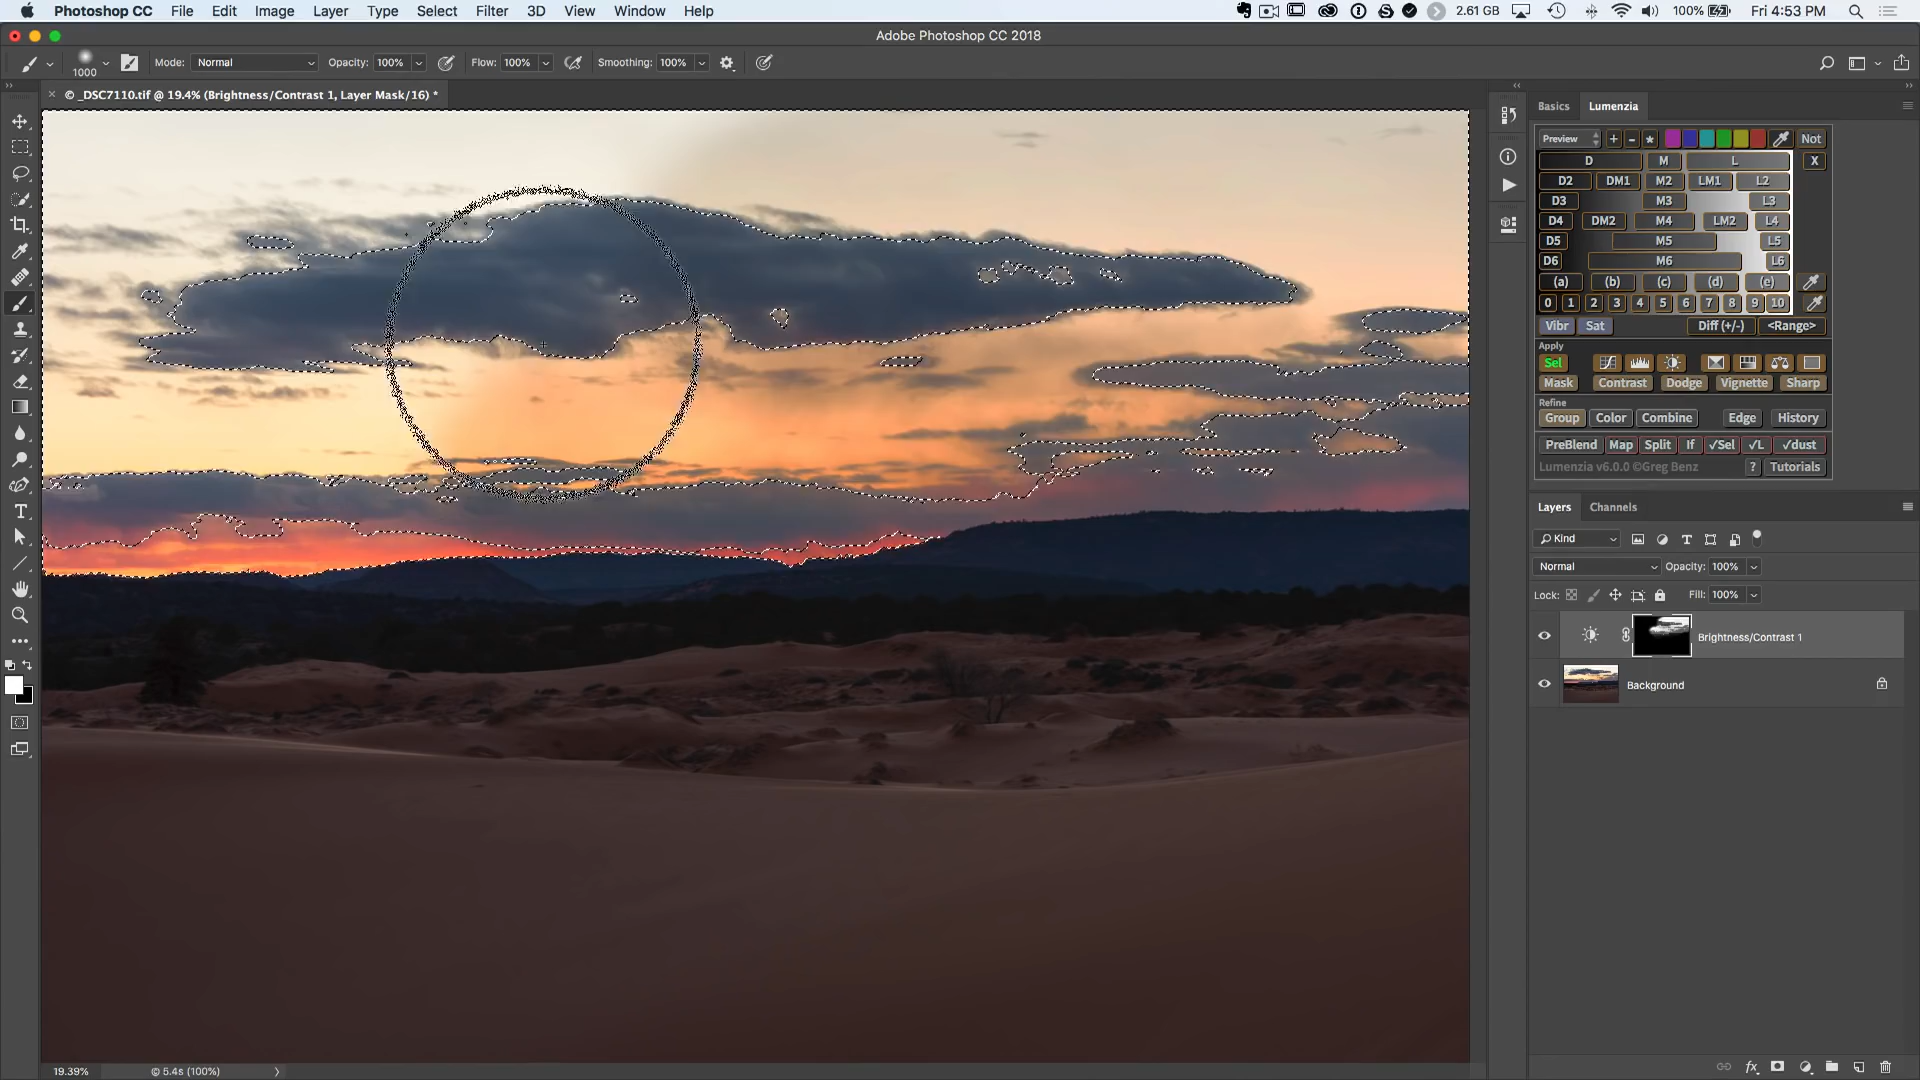 Photoshop CC File Edit Image Layer Type Select Filter 3D View Window Help 2.61 GB 100% Fri 4:53 PM
Adobe Photoshop CC 2018
1000 Mode: Normal Opacity: 100% Flow: 100% Smoothing: 100%
© _DSC7110.tif @ 19.4% (Brightness/Contrast 1, Layer Mask/16) *
Basics Lumenzia
Preview + - * Not
D M L X
D2 DM1 M2 LM1 L2
D3 M3 L3
D4 DM2 M4 LM2 L4
D5 M5 L5
D6 M6 L6
(a) (b) (c) (d) (e)
0 1 2 3 4 5 6 7 8 9 10
Vibr Sat Diff (+/-) <Range>
Apply
Sel
Mask Contrast Dodge Vignette Sharp
Refine
Group Color Combine Edge History
PreBlend Map Split If √Sel √L √dust
Lumenzia v6.0.0 ©Greg Benz ? Tutorials
Layers Channels
Kind
Normal Opacity: 100%
Lock: Fill: 100%
Brightness/Contrast 1
Background
19.39% @ 5.4s (100%)
fx